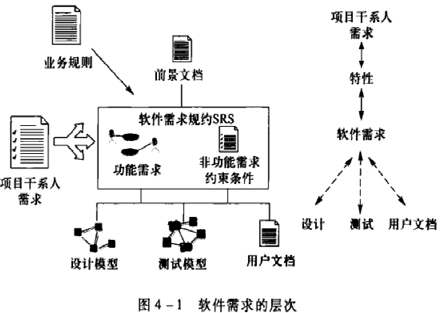 业务规则
前景文档
软件需求规约SRS
功能需求
非功能需求
约束条件
项目干系人
需求
设计模型
测试模型
用户文档
项目干系人
需求
特性
软件需求
设计
测试
用户文档
图 4-1 软件需求的层次